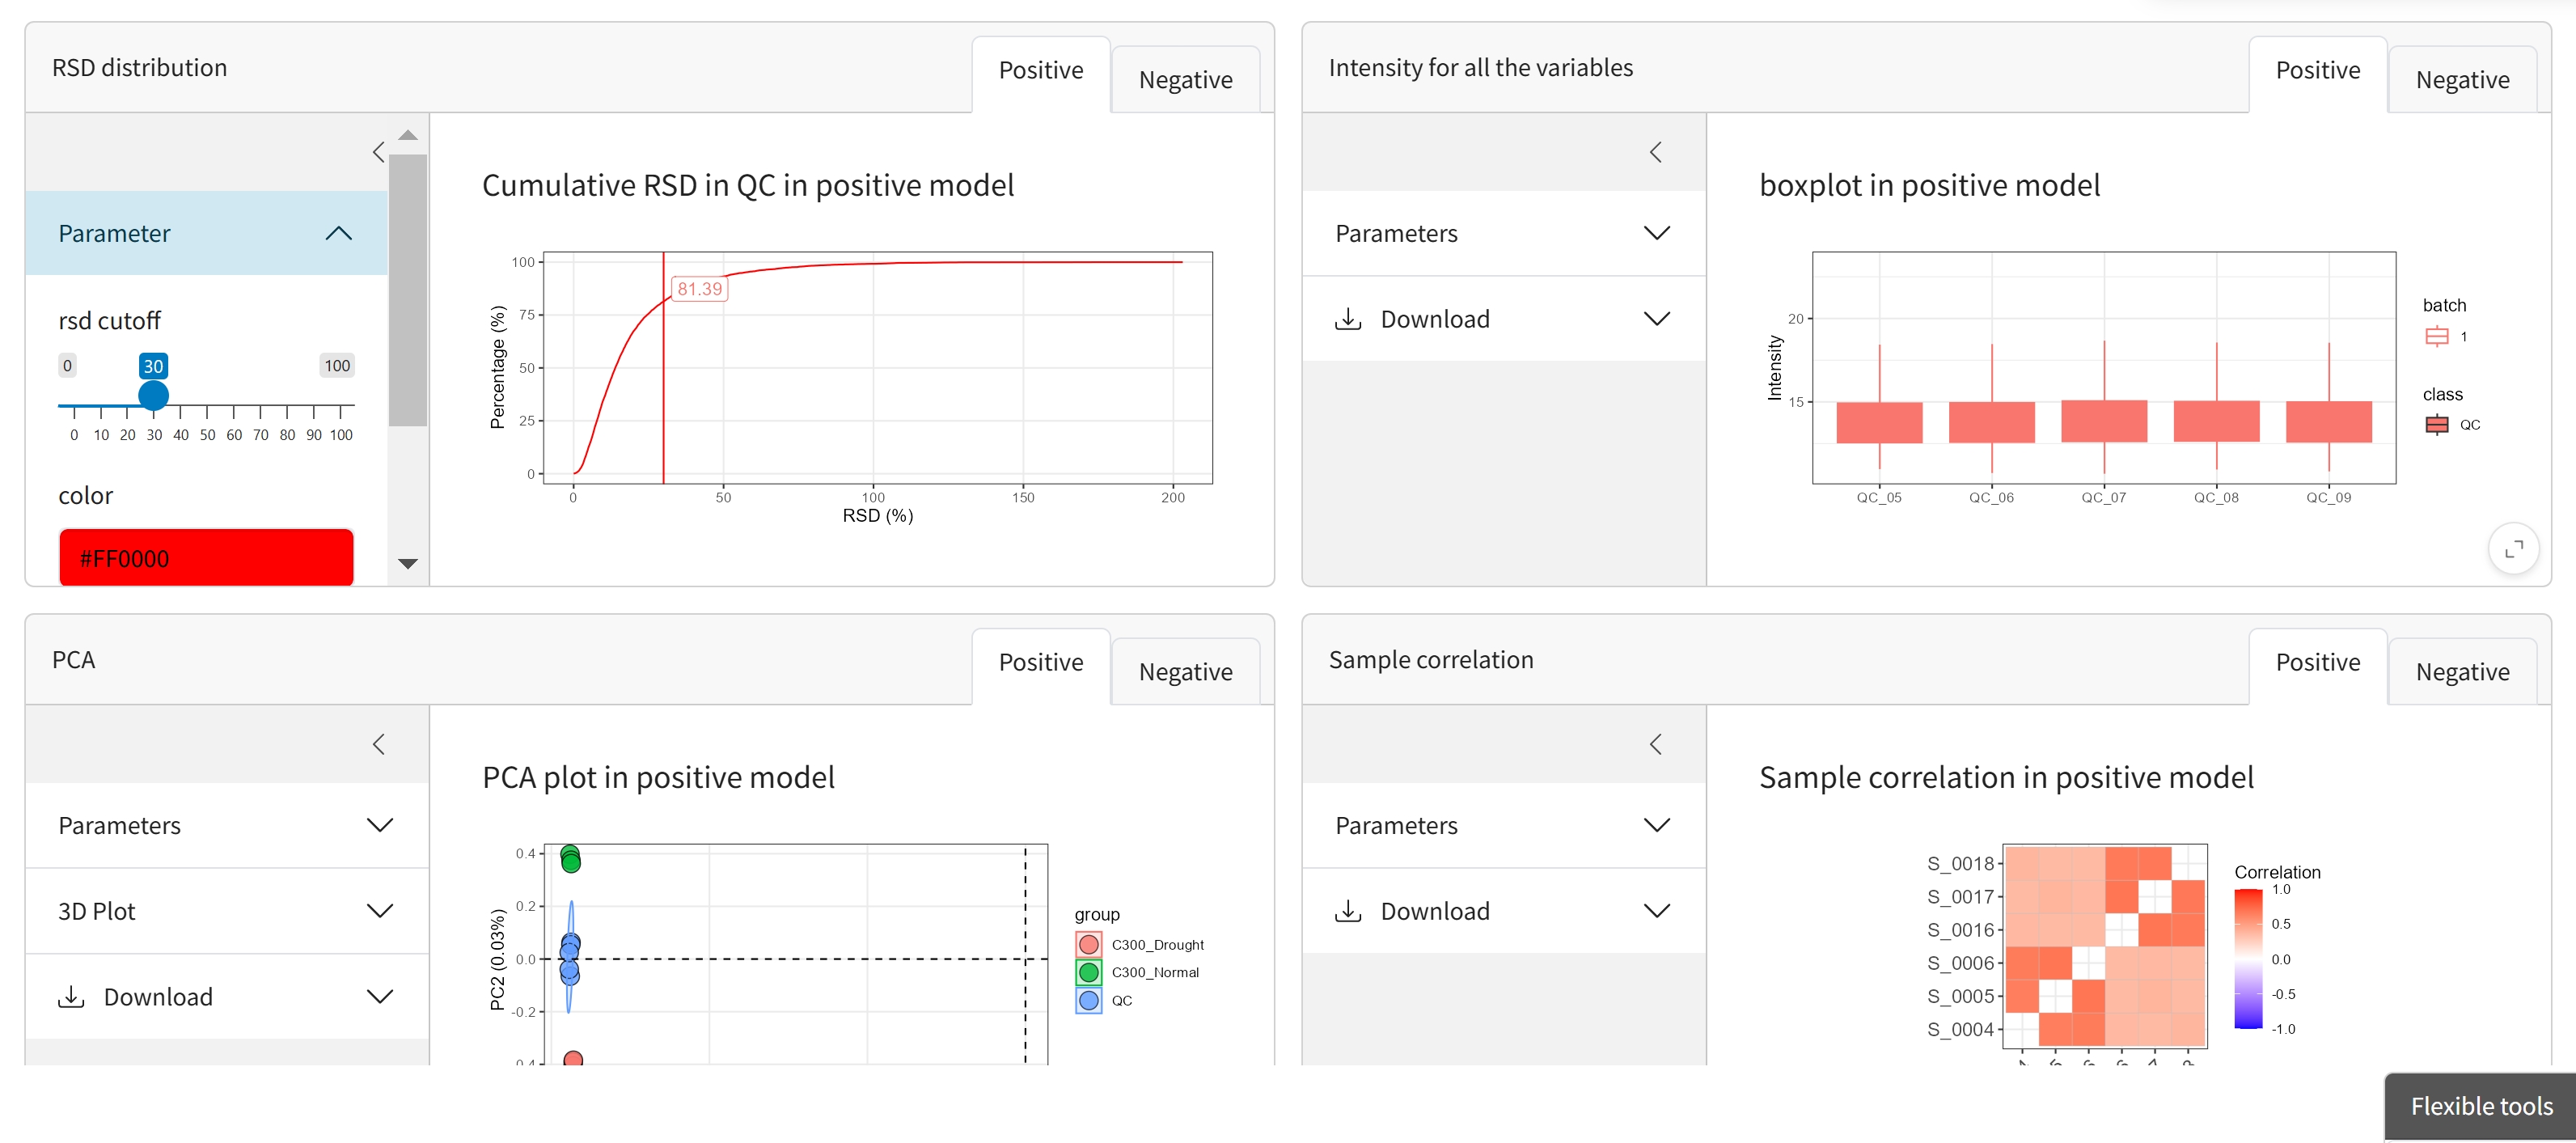 RSD distribution
Positive
Negative
Parameter
rsd cutoff
0 30 100
0 10 20 30 40 50 60 70 80 90 100
color
#FF0000
Cumulative RSD in QC in positive model
Percentage (%)
100
75
50
25
0
81.39
0 50 100 150 200
RSD (%)
Intensity for all the variables
Positive
Negative
Parameters
Download
boxplot in positive model
Intensity
20
15
QC_05 QC_06 QC_07 QC_08 QC_09
batch
1
class
QC
PCA
Positive
Negative
Parameters
3D Plot
Download
PCA plot in positive model
PC2 (0.03%)
0.4
0.2
0.0
-0.2
group
C300_Drought
C300_Normal
QC
Sample correlation
Positive
Negative
Parameters
Download
Sample correlation in positive model
S_0018
S_0017
S_0016
S_0006
S_0005
S_0004
Correlation
1.0
0.5
0.0
-0.5
-1.0
Flexible tools